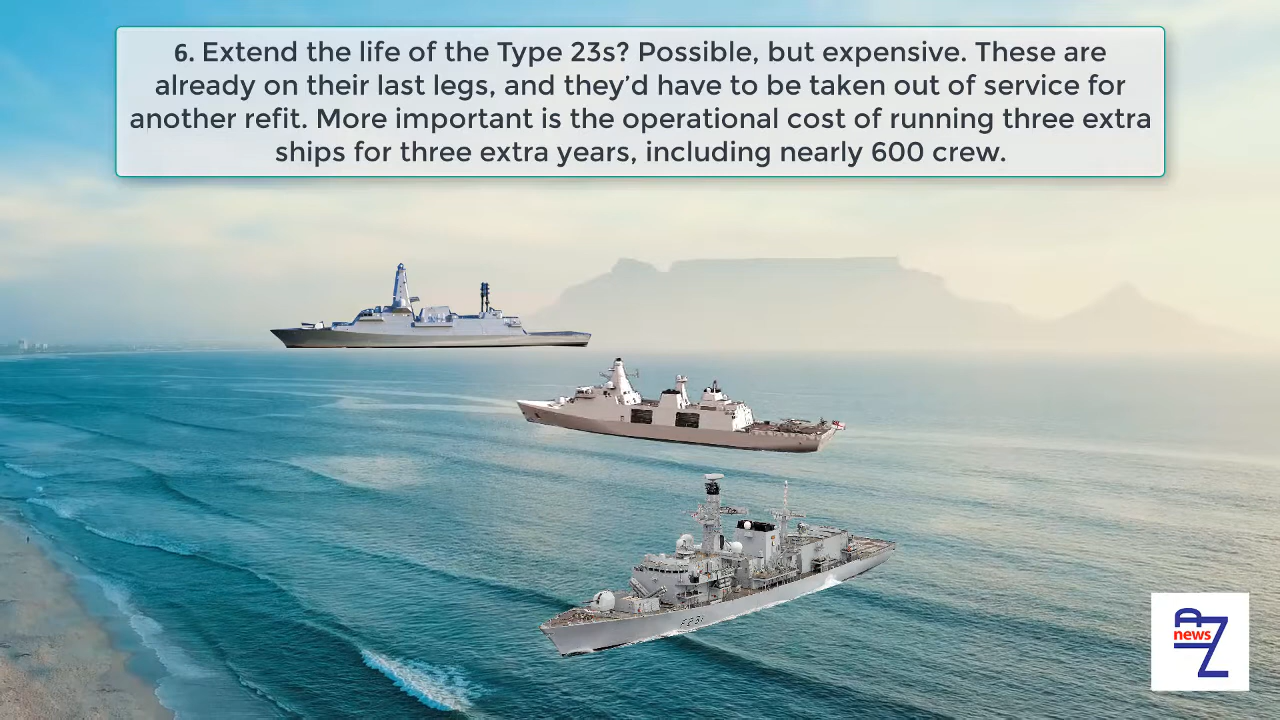 6. Extend the life of the Type 23s? Possible, but expensive. These are
already on their last legs, and they’d have to be taken out of service for
another refit. More important is the operational cost of running three extra
ships for three extra years, including nearly 600 crew.
F231
A
news
Z